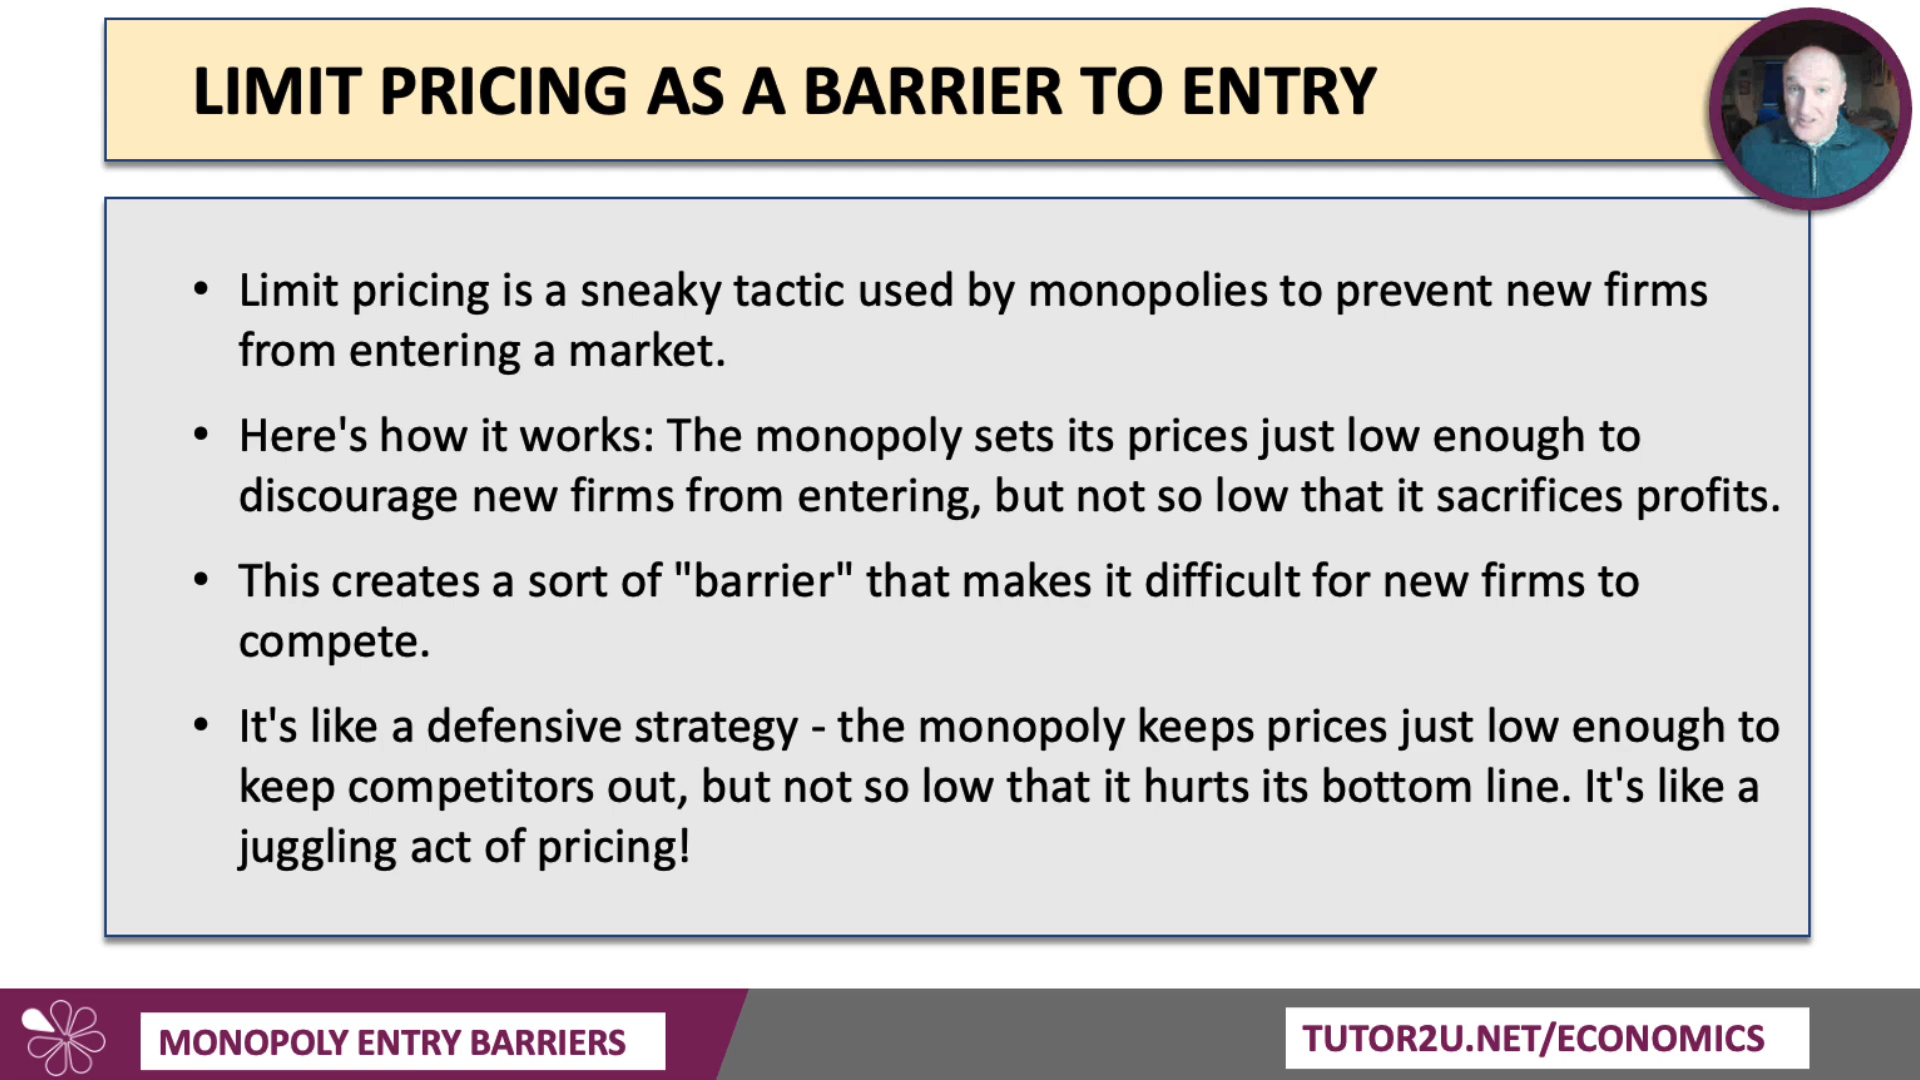 LIMIT PRICING AS A BARRIER TO ENTRY
• Limit pricing is a sneaky tactic used by monopolies to prevent new firms
from entering a market.
• Here's how it works: The monopoly sets its prices just low enough to
discourage new firms from entering, but not so low that it sacrifices profits.
• This creates a sort of "barrier" that makes it difficult for new firms to
compete.
• It's like a defensive strategy - the monopoly keeps prices just low enough to
keep competitors out, but not so low that it hurts its bottom line. It's like a
juggling act of pricing!
MONOPOLY ENTRY BARRIERS
TUTOR2U.NET/ECONOMICS